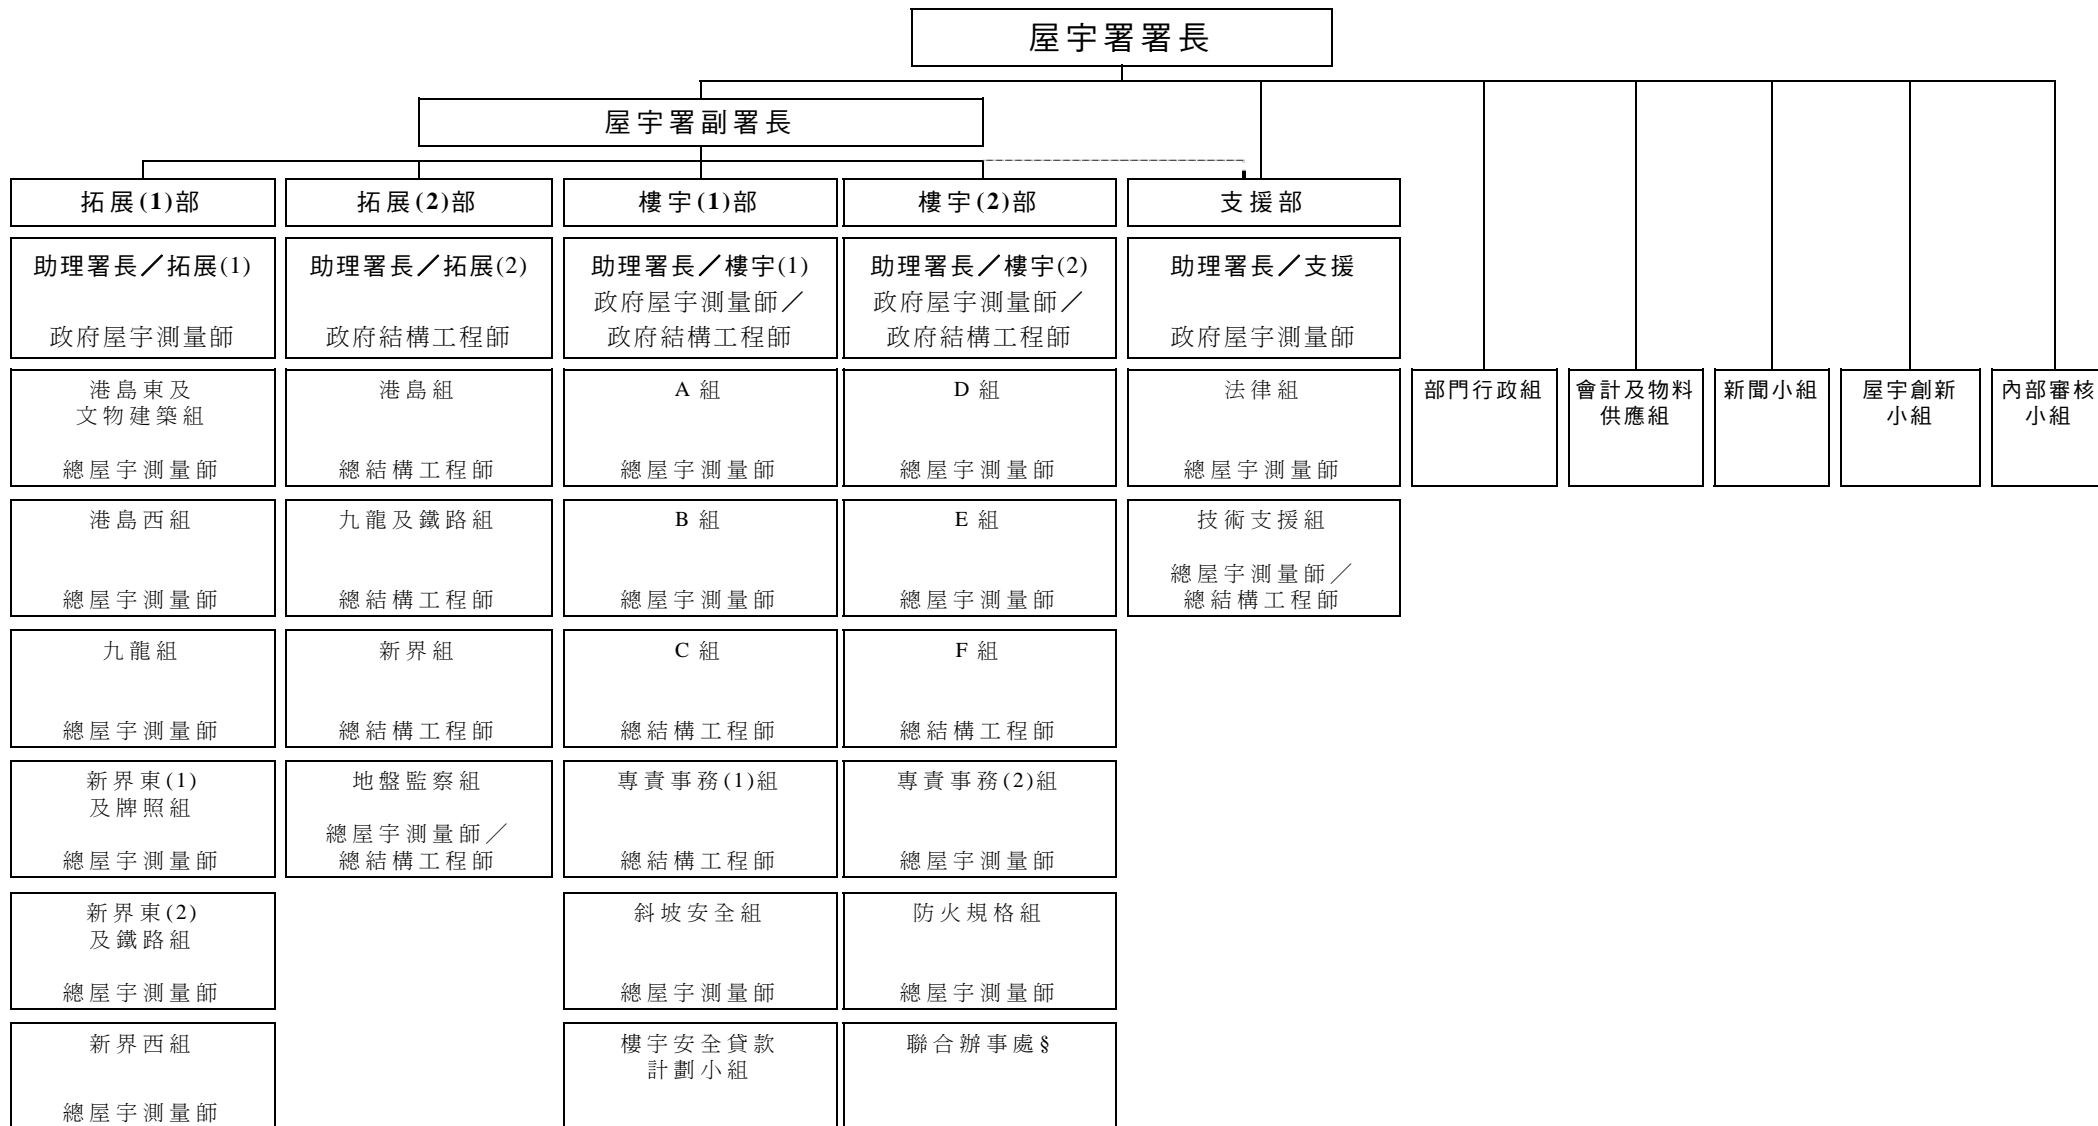 屋宇署署長
屋宇署副署長
拓展(1)部
拓展(2)部
樓宇(1)部
樓宇(2)部
支援部
助理署長／拓展(1)
政府屋宇測量師
助理署長／拓展(2)
政府結構工程師
助理署長／樓宇(1)
政府屋宇測量師／
政府結構工程師
助理署長／樓宇(2)
政府屋宇測量師／
政府結構工程師
助理署長／支援
政府屋宇測量師
港島東及
文物建築組
總屋宇測量師
港島組
總結構工程師
A 組
總屋宇測量師
D 組
總屋宇測量師
法律組
總屋宇測量師
部門行政組
會計及物料
供應組
新聞小組
屋宇創新
小組
內部審核
小組
港島西組
總屋宇測量師
九龍及鐵路組
總結構工程師
B 組
總屋宇測量師
E 組
總屋宇測量師
技術支援組
總屋宇測量師／
總結構工程師
九龍組
總屋宇測量師
新界組
總結構工程師
C 組
總結構工程師
F 組
總結構工程師
新界東(1)
及牌照組
總屋宇測量師
地盤監察組
總屋宇測量師／
總結構工程師
專責事務(1)組
總結構工程師
專責事務(2)組
總屋宇測量師
新界東(2)
及鐵路組
總屋宇測量師
斜坡安全組
總屋宇測量師
防火規格組
總屋宇測量師
新界西組
總屋宇測量師
樓宇安全貸款
計劃小組
聯合辦事處§